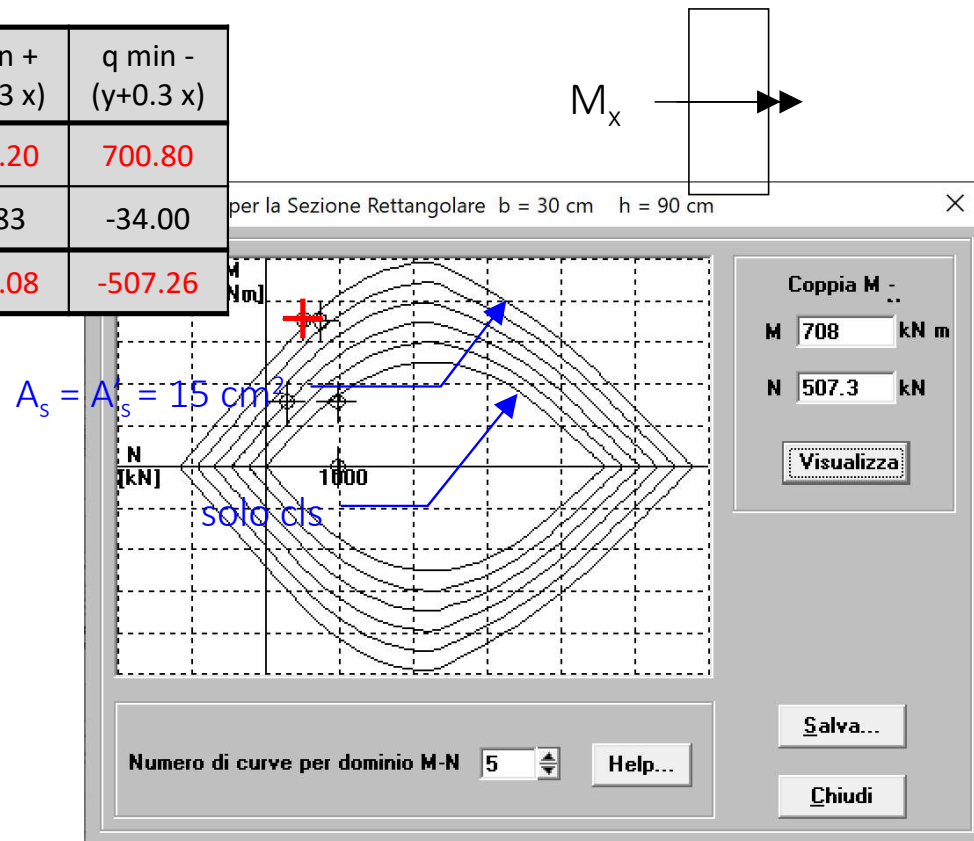 n +
3 x)
q min -
(y+0.3 x)
.20
700.80
83
-34.00
.08
-507.26
Mx
per la Sezione Rettangolare b = 30 cm h = 90 cm
M
Nm]
N
[kN]
1000
As = A's = 15 cm²
solo cls
Coppia M -
M 708 kN m
N 507.3 kN
Visualizza
Numero di curve per dominio M-N 5
Help...
Salva...
Chiudi